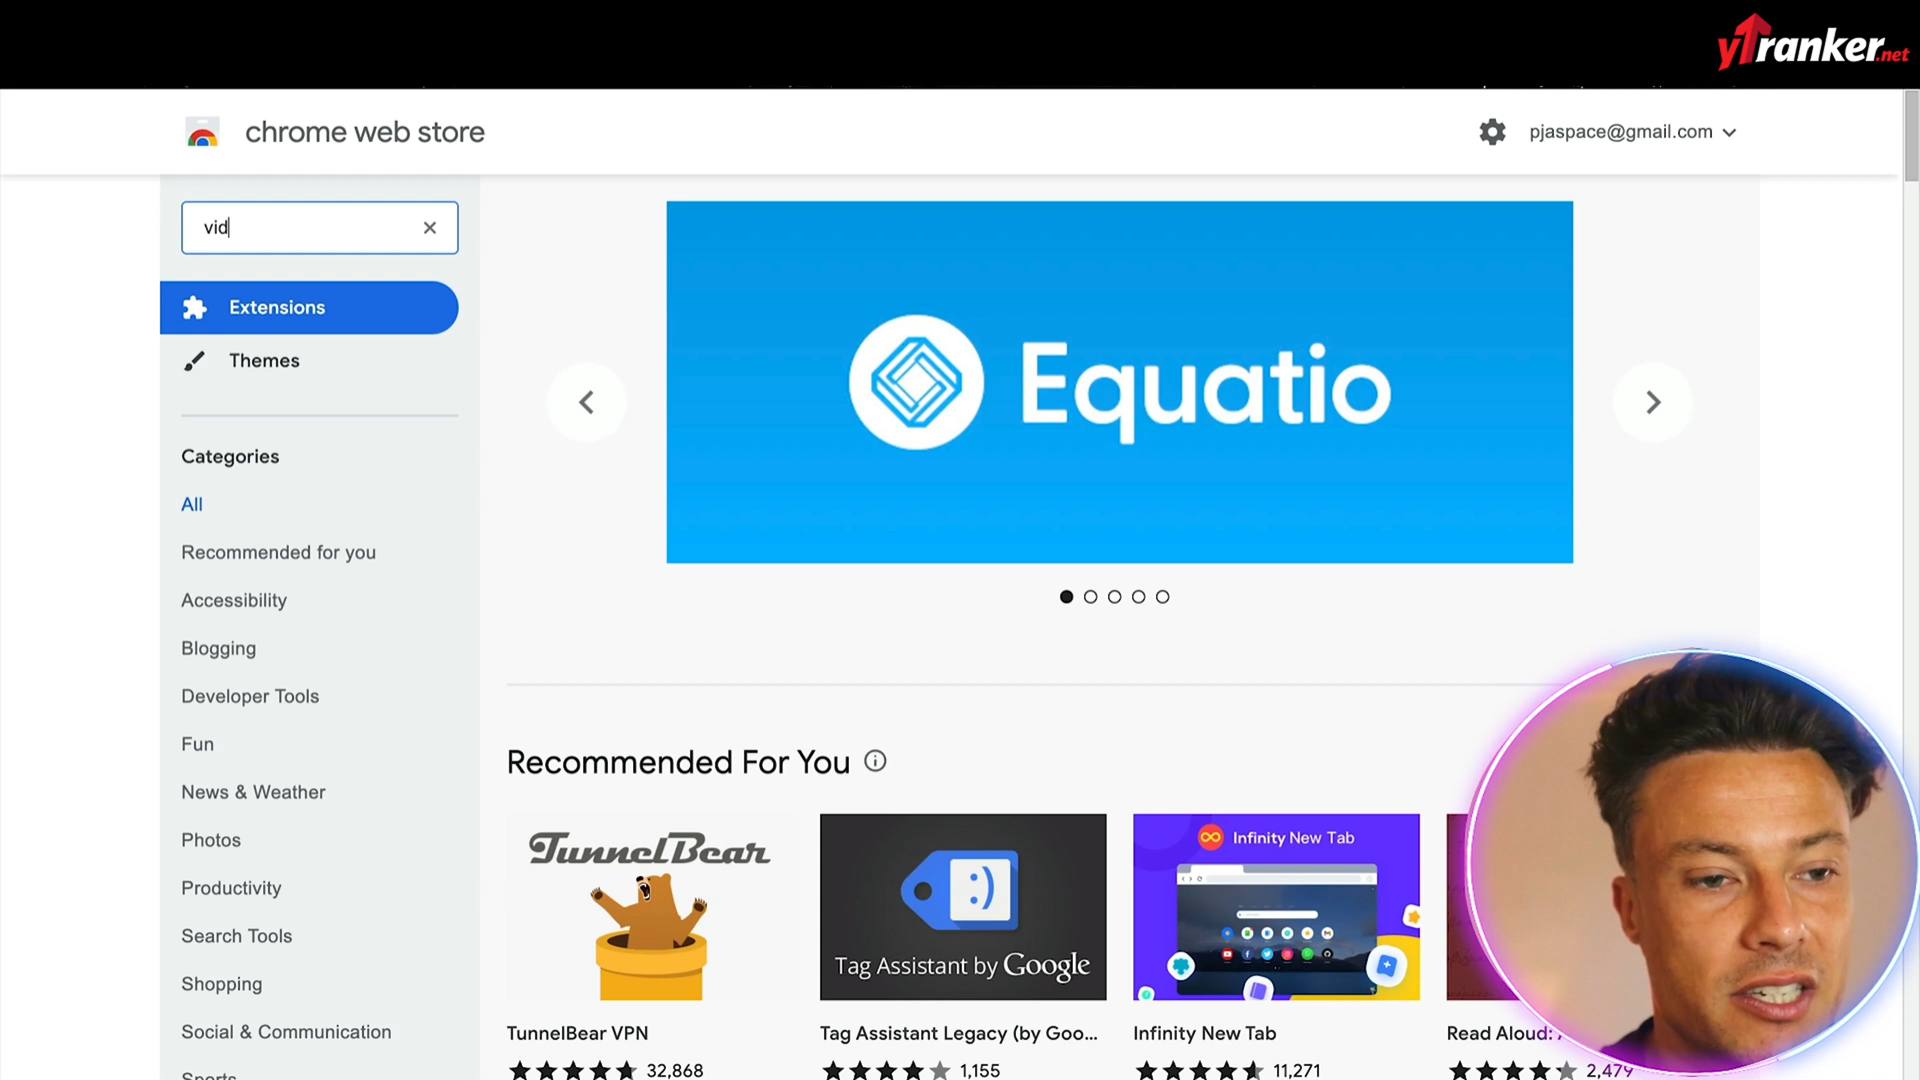 yTranker.net
chrome web store
pjaspace@gmail.com
vid
Extensions
Themes
Categories
All
Recommended for you
Accessibility
Blogging
Developer Tools
Fun
News & Weather
Photos
Productivity
Search Tools
Shopping
Social & Communication
Sports
Equatio
Recommended For You
TunnelBear
Tag Assistant by Google
Infinity New Tab
TunnelBear VPN
Tag Assistant Legacy (by Goo...
Infinity New Tab
Read Aloud:
32,868
1,155
11,271
2,479